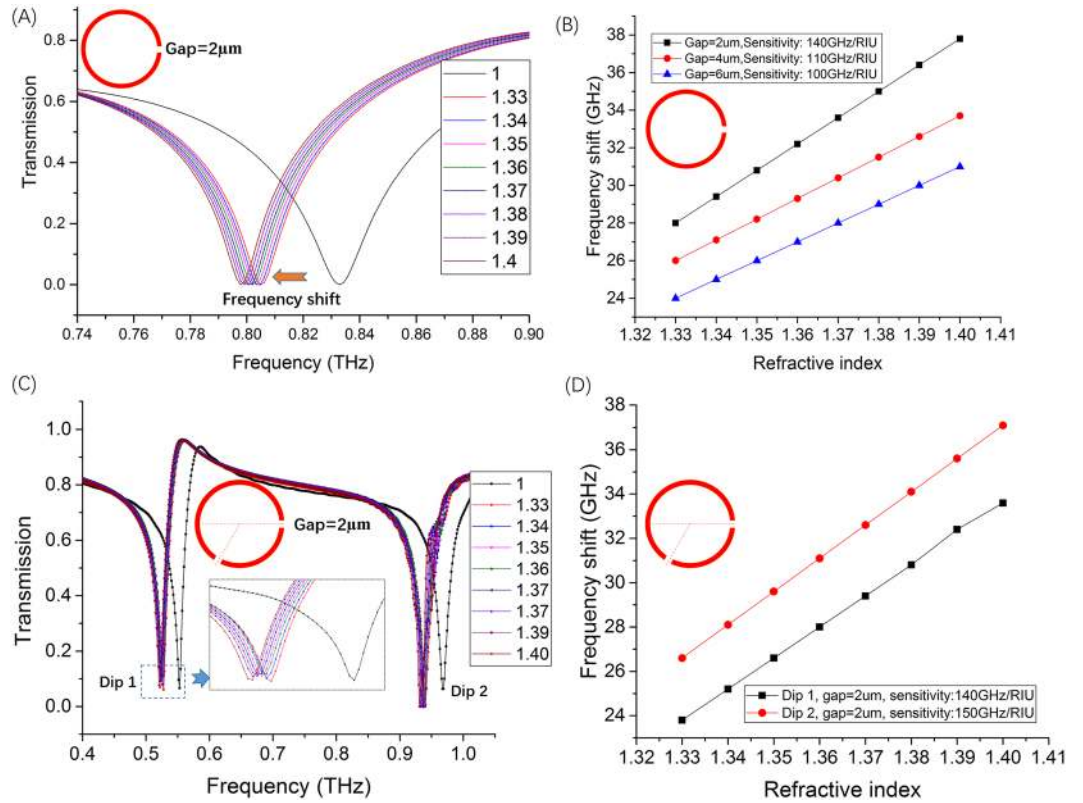 (A)
Gap=2μm
Transmission
0.8
0.6
0.4
0.2
0.0
1
1.33
1.34
1.35
1.36
1.37
1.38
1.39
1.4
Frequency shift
0.74 0.76 0.78 0.80 0.82 0.84 0.86 0.88 0.90
Frequency (THz)
(B)
Gap=2um,Sensitivity: 140GHz/RIU
Gap=4um,Sensitivity: 110GHz/RIU
Gap=6um,Sensitivity: 100GHz/RIU
Frequency shift (GHz)
38
36
34
32
30
28
26
24
1.32 1.33 1.34 1.35 1.36 1.37 1.38 1.39 1.40 1.41
Refractive index
(C)
Transmission
1.0
0.8
0.6
0.4
0.2
0.0
Gap=2μm
1
1.33
1.34
1.35
1.36
1.37
1.37
1.39
1.40
Dip 1
Dip 2
0.4 0.5 0.6 0.7 0.8 0.9 1.0
Frequency (THz)
(D)
Frequency shift (GHz)
38
36
34
32
30
28
26
24
Dip 1, gap=2um, sensitivity:140GHz/RIU
Dip 2, gap=2um, sensitivity:150GHz/RIU
1.32 1.33 1.34 1.35 1.36 1.37 1.38 1.39 1.40 1.41
Refractive index